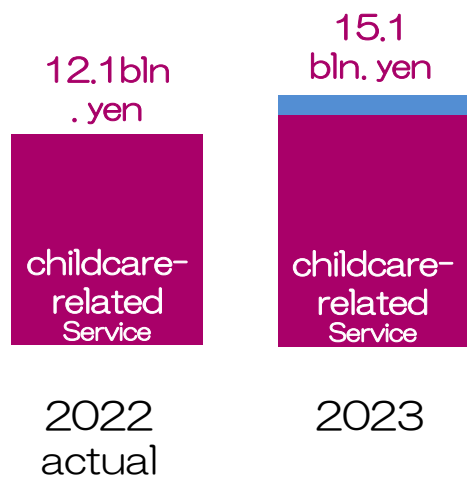 12.1bln
. yen
15.1
bln. yen
childcare-
related
Service
childcare-
related
Service
2022
actual
2023